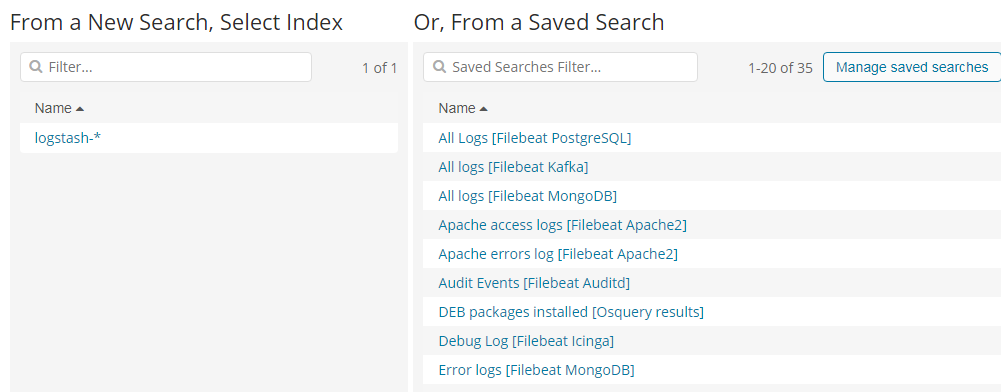 From a New Search, Select Index
Filter...
1 of 1
Name
logstash-*
Or, From a Saved Search
Saved Searches Filter...
1-20 of 35
Manage saved searches
Name
All Logs [Filebeat PostgreSQL]
All logs [Filebeat Kafka]
All logs [Filebeat MongoDB]
Apache access logs [Filebeat Apache2]
Apache errors log [Filebeat Apache2]
Audit Events [Filebeat Auditd]
DEB packages installed [Osquery results]
Debug Log [Filebeat Icinga]
Error logs [Filebeat MongoDB]